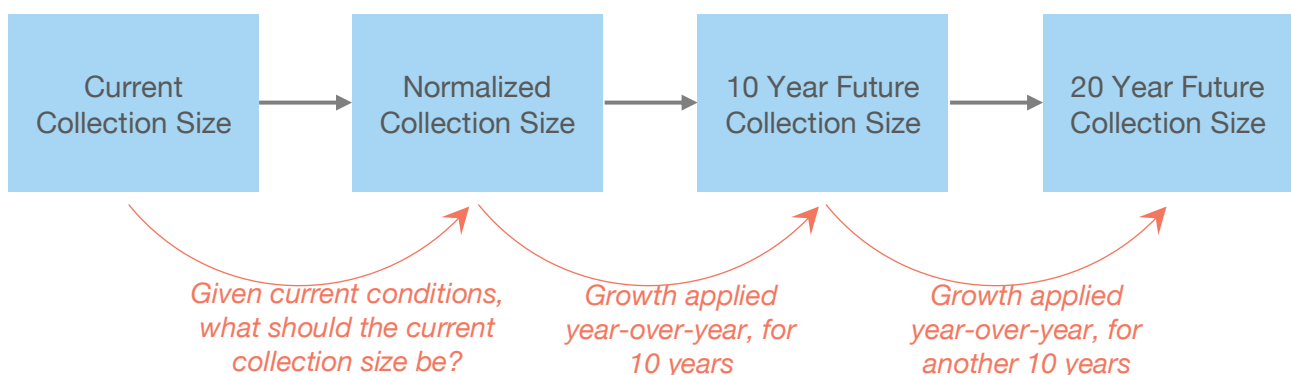 Current
Collection Size
Normalized
Collection Size
10 Year Future
Collection Size
20 Year Future
Collection Size
Given current conditions,
what should the current
collection size be?
Growth applied
year-over-year, for
10 years
Growth applied
year-over-year, for
another 10 years